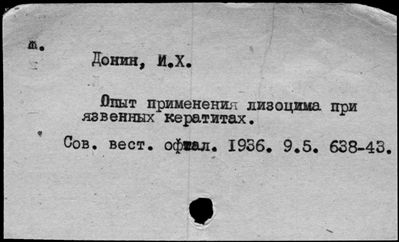 ж.
Донин, И.Х.
Опыт применения лизоцима при
язвенных кератитах.
Сов. вест. офтал. 1936. 9.5. 638-43.